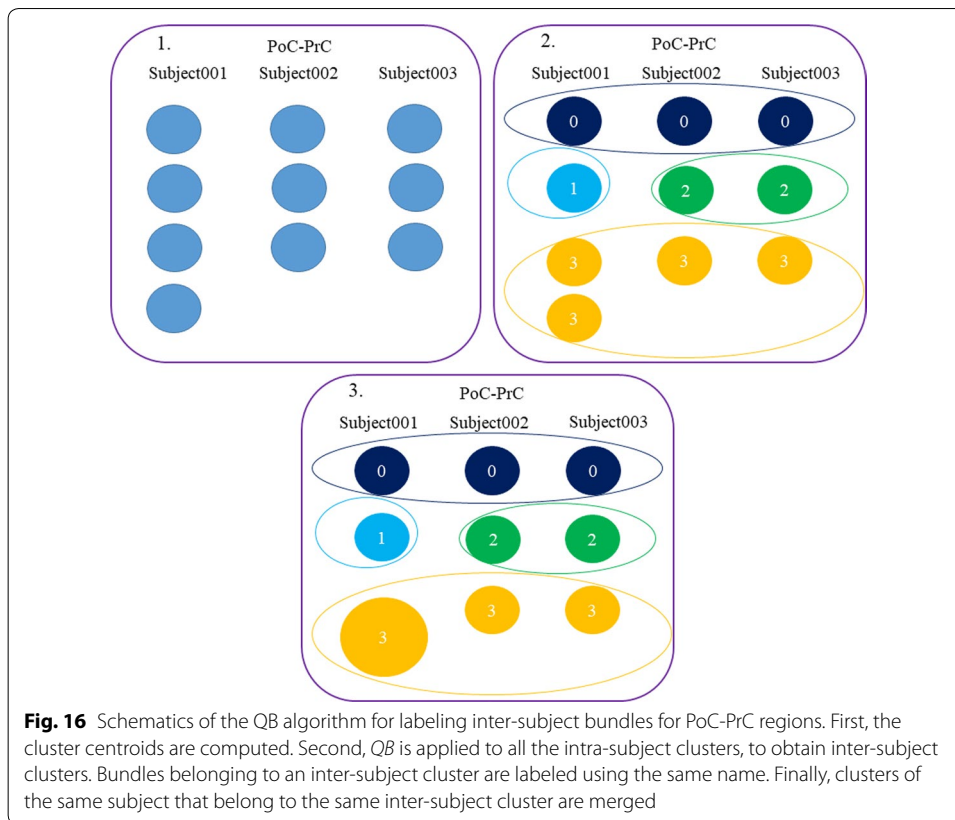 1.
PoC-PrC
Subject001 Subject002 Subject003
2.
PoC-PrC
Subject001 Subject002 Subject003
0 0 0
1 2 2
3 3 3
3
3.
PoC-PrC
Subject001 Subject002 Subject003
0 0 0
1 2 2
3 3 3
Fig. 16 Schematics of the QB algorithm for labeling inter-subject bundles for PoC-PrC regions. First, the
cluster centroids are computed. Second, QB is applied to all the intra-subject clusters, to obtain inter-subject
clusters. Bundles belonging to an inter-subject cluster are labeled using the same name. Finally, clusters of
the same subject that belong to the same inter-subject cluster are merged